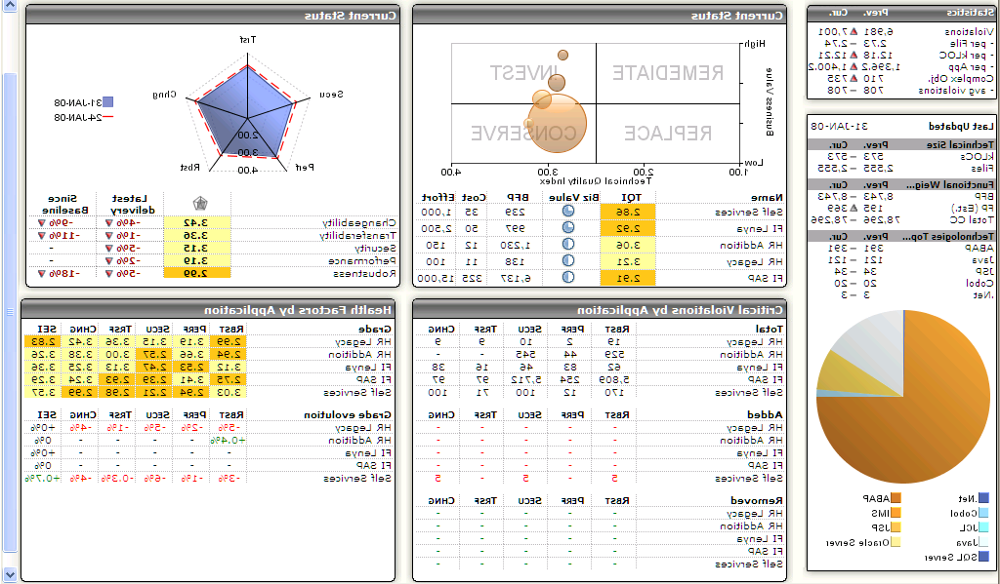 Statistics Prev. Cur.
Violations 6,981 ▲ 7,001
- per File 2.73 – 2.74
- per kLOC 12.18 ▲ 12.21
- per App 1,396.2 ▲ 1,400.2
Complex Obj. 710 ▲ 735
- avg violations 708 – 708
Last Updated 31-JAN-08
Technical Size Prev. Cur.
kLOCs 573 – 573
Files 2,555 – 2,555
Functional Weig... Prev. Cur.
BFP 8,743 – 8,743
FP (Est.) 195 ▲ 369
Total CC 78,296 – 78,296
Technologies Top... Prev. Cur.
ABAP 391 – 391
Java 121 – 121
JSP 34 – 34
Cobol 20 – 20
.Net 3 – 3
.Net ABAP
Cobol IMS
JCL JSP
Java Oracle Server
SQL Server
Current Status
High
Business Value
Low
REMEDIATE INVEST
REPLACE CONSERVE
1.00 2.00 3.00 4.00
Technical Quality Index
Name TQI Biz Value BFP Cost Effort
Self Services 2.86 239 35 1,000
FI Lenya 2.92 997 50 2,500
HR Addition 3.06 1,230 12 150
HR Legacy 3.21 138 11 100
FI SAP 2.91 6,137 325 15,000
Critical Violations by Application
Total RBST PERF SECU TRSF CHNG
HR Legacy 19 2 10 9 9
HR Addition 529 44 545 - -
FI Lenya 62 83 46 16 38
FI SAP 5,809 254 5,712 97 97
Self Services 170 12 100 71 100
Added RBST PERF SECU TRSF CHNG
HR Legacy - - - - -
HR Addition - - - - -
FI Lenya - - - - -
FI SAP - - - - -
Self Services 5 - 5 - 5
Removed RBST PERF SECU TRSF CHNG
HR Legacy - - - - -
HR Addition - - - - -
FI Lenya - - - - -
FI SAP - - - - -
Self Services - - - - -
Current Status
Trsf
Secu
Chng
Perf
Rbst
2.00
3.00
4.00
31-JAN-08
24-JAN-08
Latest delivery Since Baseline
Changeability 3.42 -4% ▼ -9% ▼
Transferability 3.36 -1% ▼ -11% ▼
Security 3.15 -5% ▼ -
Performance 3.19 -2% ▼ -
Robustness 2.99 -5% ▼ -18% ▼
Health Factors by Application
Grade RBST PERF SECU TRSF CHNG SEI
HR Legacy 2.99 3.19 3.15 3.36 3.42 2.83
HR Addition 2.94 3.66 2.57 3.00 3.38 3.26
FI Lenya 3.12 2.53 2.47 3.13 3.25 3.36
FI SAP 2.75 3.41 2.39 2.93 3.24 3.29
Self Services 3.03 2.94 2.21 2.98 2.99 3.57
Grade evolution RBST PERF SECU TRSF CHNG SEI
HR Legacy -5% -2% -5% -1% -4% +0%
HR Addition +0.4% - - - - 0%
FI Lenya - - - - - +0%
FI SAP - - - - - 0%
Self Services -3% -1% -6% -0.3% -4% +0.7%